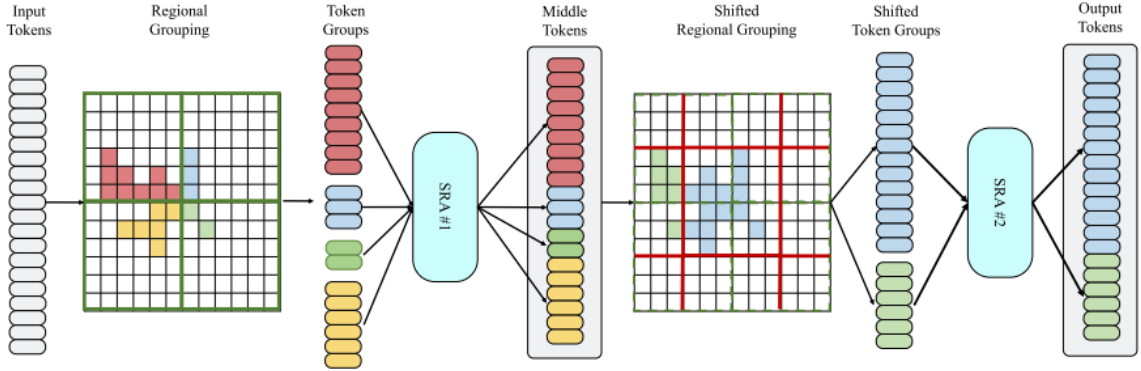 Input
Tokens
Regional
Grouping
Token
Groups
SRA #1
Middle
Tokens
Shifted
Regional Grouping
Shifted
Token Groups
SRA #2
Output
Tokens